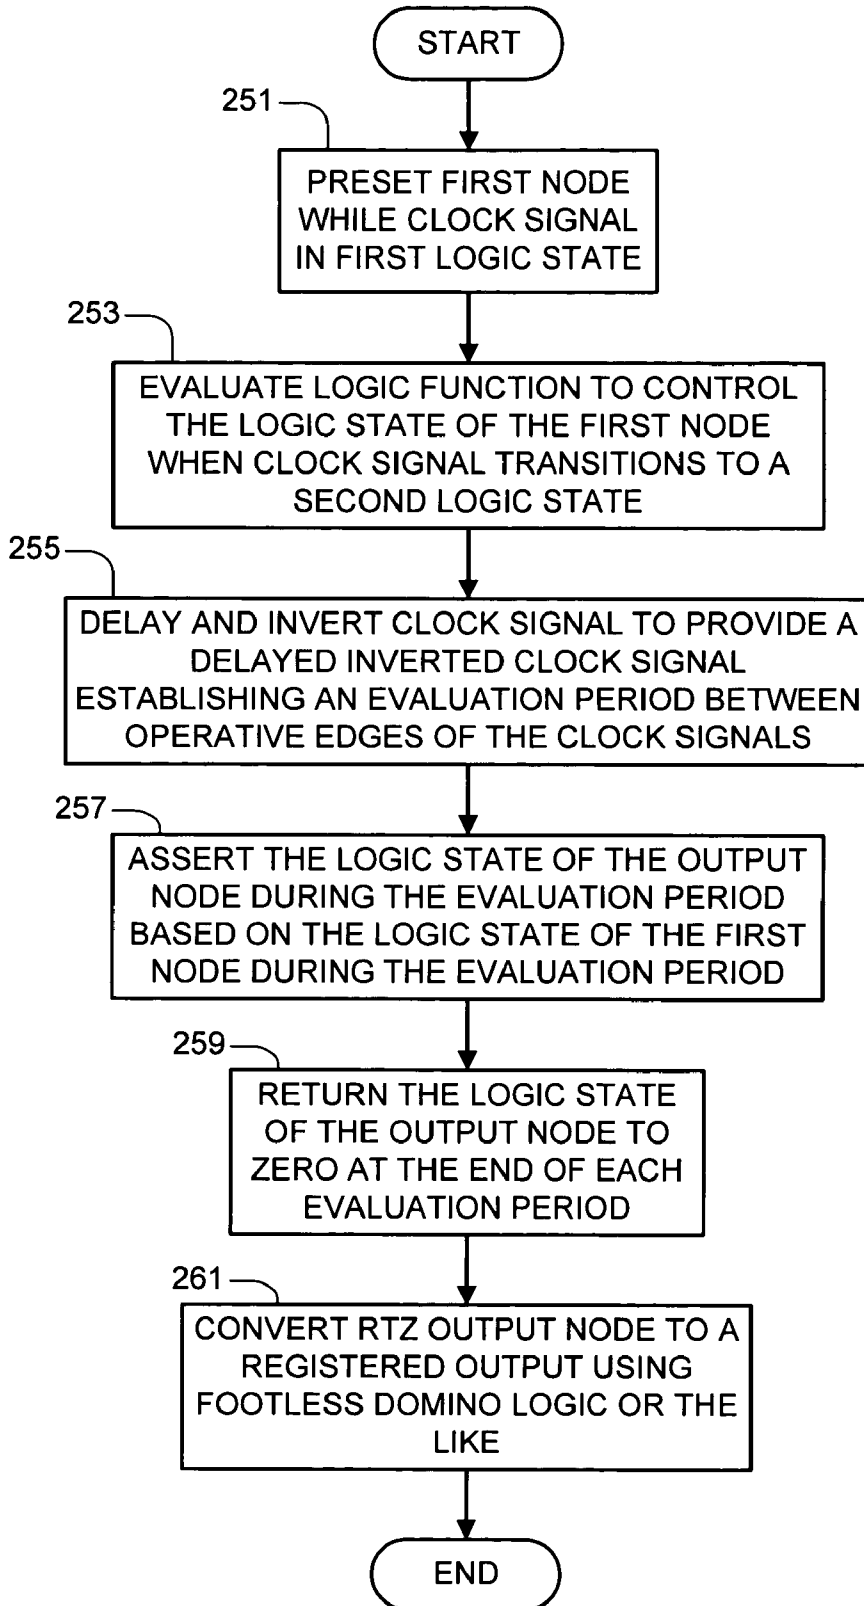 START
251
PRESET FIRST NODE
WHILE CLOCK SIGNAL
IN FIRST LOGIC STATE
253
EVALUATE LOGIC FUNCTION TO CONTROL
THE LOGIC STATE OF THE FIRST NODE
WHEN CLOCK SIGNAL TRANSITIONS TO A
SECOND LOGIC STATE
255
DELAY AND INVERT CLOCK SIGNAL TO PROVIDE A
DELAYED INVERTED CLOCK SIGNAL
ESTABLISHING AN EVALUATION PERIOD BETWEEN
OPERATIVE EDGES OF THE CLOCK SIGNALS
257
ASSERT THE LOGIC STATE OF THE OUTPUT
NODE DURING THE EVALUATION PERIOD
BASED ON THE LOGIC STATE OF THE FIRST
NODE DURING THE EVALUATION PERIOD
259
RETURN THE LOGIC STATE
OF THE OUTPUT NODE TO
ZERO AT THE END OF EACH
EVALUATION PERIOD
261
CONVERT RTZ OUTPUT NODE TO A
REGISTERED OUTPUT USING
FOOTLESS DOMINO LOGIC OR THE
LIKE
END